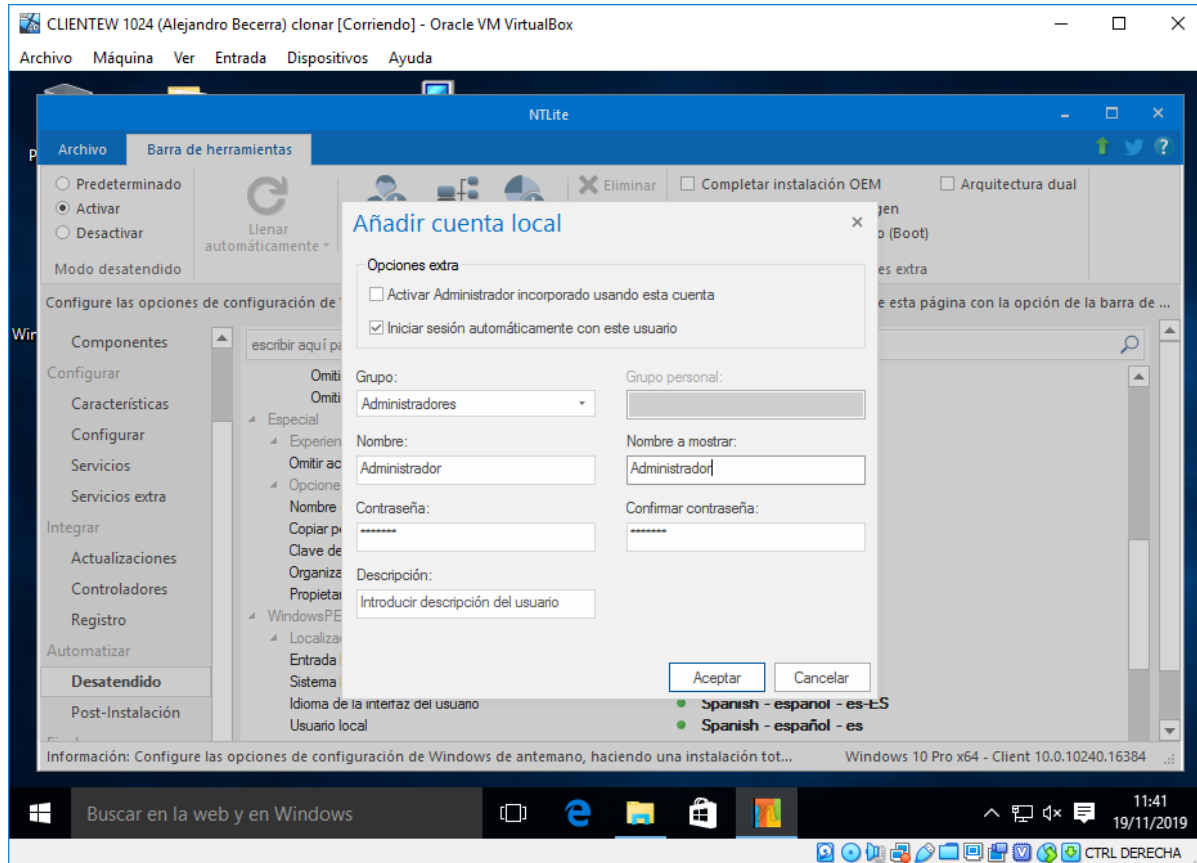 CLIENTEW 1024 (Alejandro Becerra) clonar [Corriendo] - Oracle VM VirtualBox
Archivo Máquina Ver Entrada Dispositivos Ayuda
NTLite
Archivo Barra de herramientas
Predeterminado
Activar
Desactivar
Modo desatendido
Llenar
automáticamente
Eliminar
Completar instalación OEM
Arquitectura dual
gen
o (Boot)
es extra
Configure las opciones de configuración de
e esta página con la opción de la barra de ...
P
Win
Componentes
Configurar
Características
Configurar
Servicios
Servicios extra
Integrar
Actualizaciones
Controladores
Registro
Automatizar
Desatendido
Post-Instalación
escribir aquí pa
Omiti
Omiti
Especial
Experien
Omitir ac
Opcione
Nombre
Copiar pe
Clave de
Organiza
Propietar
WindowsPE
Localiza
Entrada
Sistema
Idioma de la interfaz del usuario Spanish - español - es-ES
Usuario local Spanish - español - es
Añadir cuenta local
Opciones extra
Activar Administrador incorporado usando esta cuenta
Iniciar sesión automáticamente con este usuario
Grupo: Grupo personal:
Administradores
Nombre: Nombre a mostrar:
Administrador Administrador
Contraseña: Confirmar contraseña:
******* *******
Descripción:
Introducir descripción del usuario
Aceptar Cancelar
Información: Configure las opciones de configuración de Windows de antemano, haciendo una instalación tot... Windows 10 Pro x64 - Client 10.0.10240.16384
Buscar en la web y en Windows
11:41
19/11/2019
CTRL DERECHA